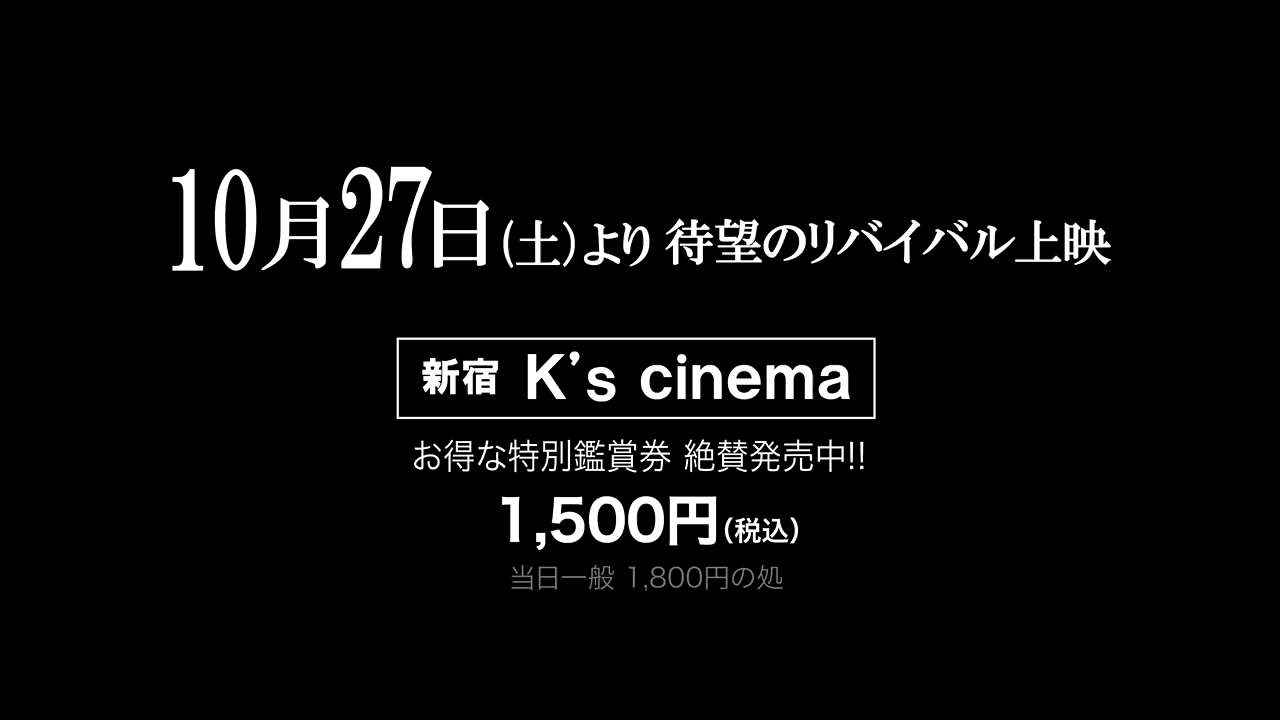 10月27日(土)より 待望のリバイバル上映
新宿 K's cinema
お得な特別鑑賞券 絶賛発売中!!
1,500円(税込)
当日一般 1,800円の処